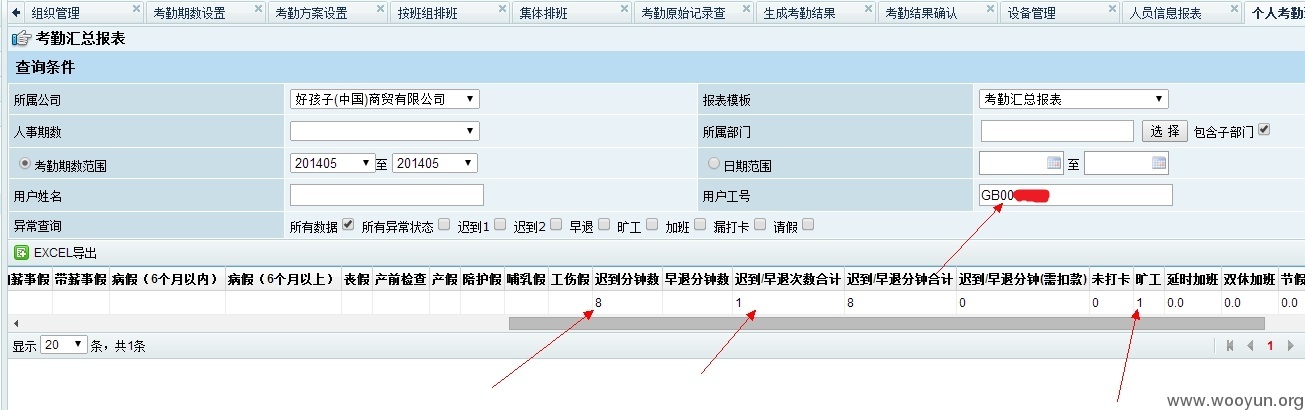 组织管理 考勤期数设置 考勤方案设置 按班组排班 集体排班 考勤原始记录查 生成考勤结果 考勤结果确认 设备管理 人员信息报表 个人考勤
考勤汇总报表
查询条件
所属公司 好孩子(中国)商贸有限公司 报表模板 考勤汇总报表
人事期数 所属部门 选 择 包含子部门
考勤期数范围 201405 至 201405 日期范围 至
用户姓名 用户工号 GB00
异常查询 所有数据 所有异常状态 迟到1 迟到2 早退 旷工 加班 漏打卡 请假
EXCEL导出
薪事假 带薪事假 病假（6个月以内） 病假（6个月以上） 丧假 产前检查 产假 陪护假 哺乳假 工伤假 迟到分钟数 早退分钟数 迟到/早退次数合计 迟到/早退分钟合计 迟到/早退分钟(需扣款) 未打卡 旷工 延时加班 双休加班 节假
8 1 8 0 0 1 0.0 0.0 0.0
显示 20 条，共1条 1
www.wooyun.org